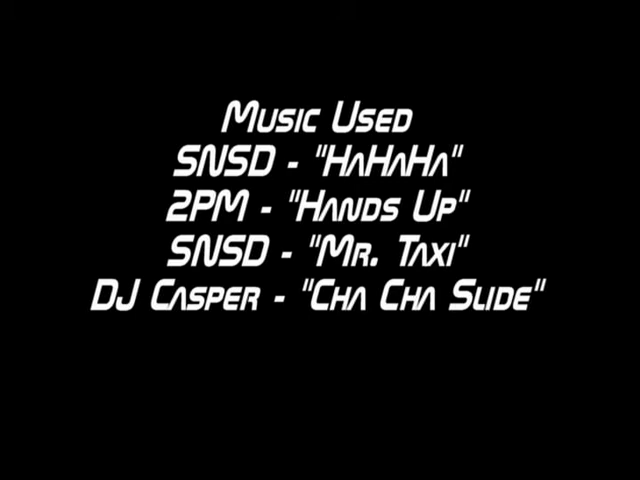 Music Used
SNSD - "HaHaHa"
2PM - "Hands Up"
SNSD - "Mr. Taxi"
DJ Casper - "Cha Cha Slide"